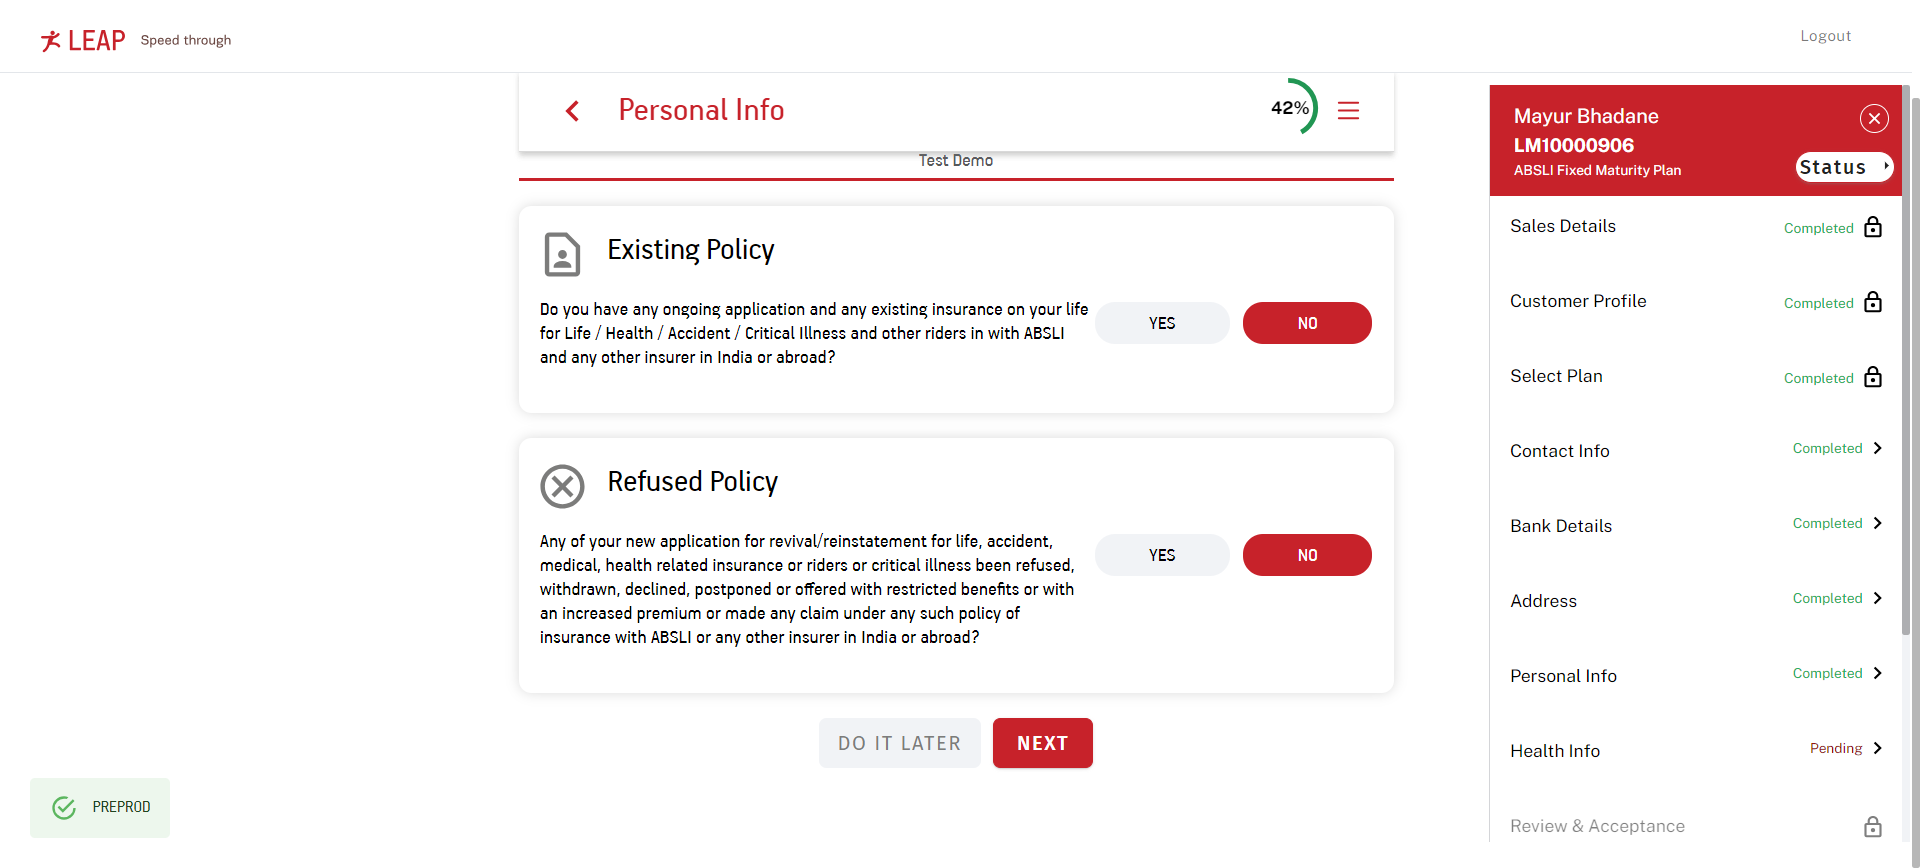 LEAP Speed through
Logout
Personal Info
42%
Test Demo
Existing Policy
Do you have any ongoing application and any existing insurance on your life
for Life / Health / Accident / Critical Illness and other riders in with ABSLI
and any other insurer in India or abroad?
YES
NO
Refused Policy
Any of your new application for revival/reinstatement for life, accident,
medical, health related insurance or riders or critical illness been refused,
withdrawn, declined, postponed or offered with restricted benefits or with
an increased premium or made any claim under any such policy of
insurance with ABSLI or any other insurer in India or abroad?
YES
NO
DO IT LATER
NEXT
PREPROD
Mayur Bhadane
LM10000906
ABSLI Fixed Maturity Plan
Status
Sales Details Completed
Customer Profile Completed
Select Plan Completed
Contact Info Completed
Bank Details Completed
Address Completed
Personal Info Completed
Health Info Pending
Review & Acceptance